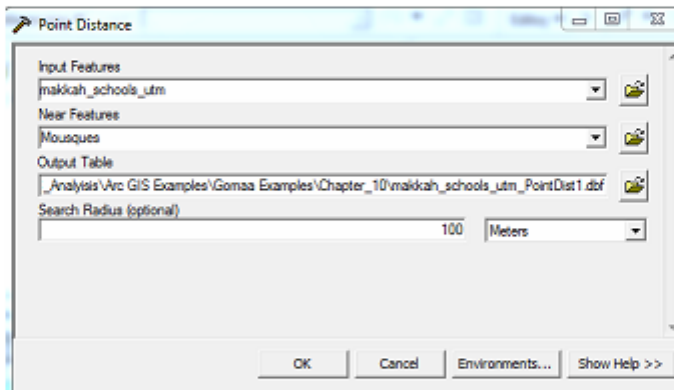 Point Distance
Input Features
makkah_schools_utm
Near Features
Mousques
Output Table
_Analysis\Arc GIS Examples\Gomaa Examples\Chapter_10\makkah_schools_utm_PointDist1.dbf
Search Radius (optional)
100 Meters
OK Cancel Environments... Show Help >>